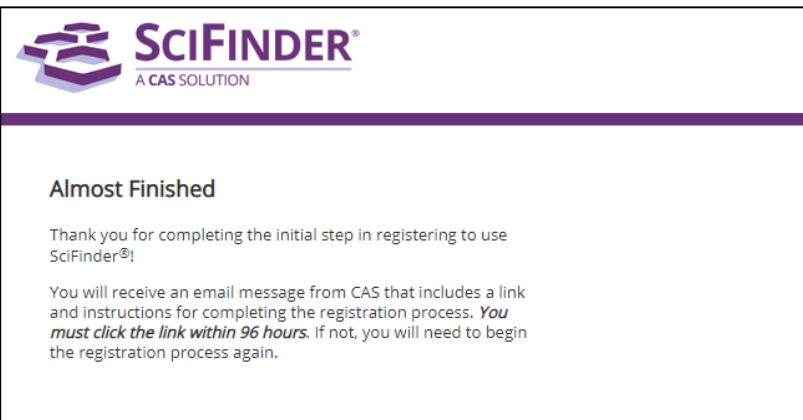 SCIFINDER®
A CAS SOLUTION
Almost Finished
Thank you for completing the initial step in registering to use
SciFinder®!
You will receive an email message from CAS that includes a link
and instructions for completing the registration process. You
must click the link within 96 hours. If not, you will need to begin
the registration process again.